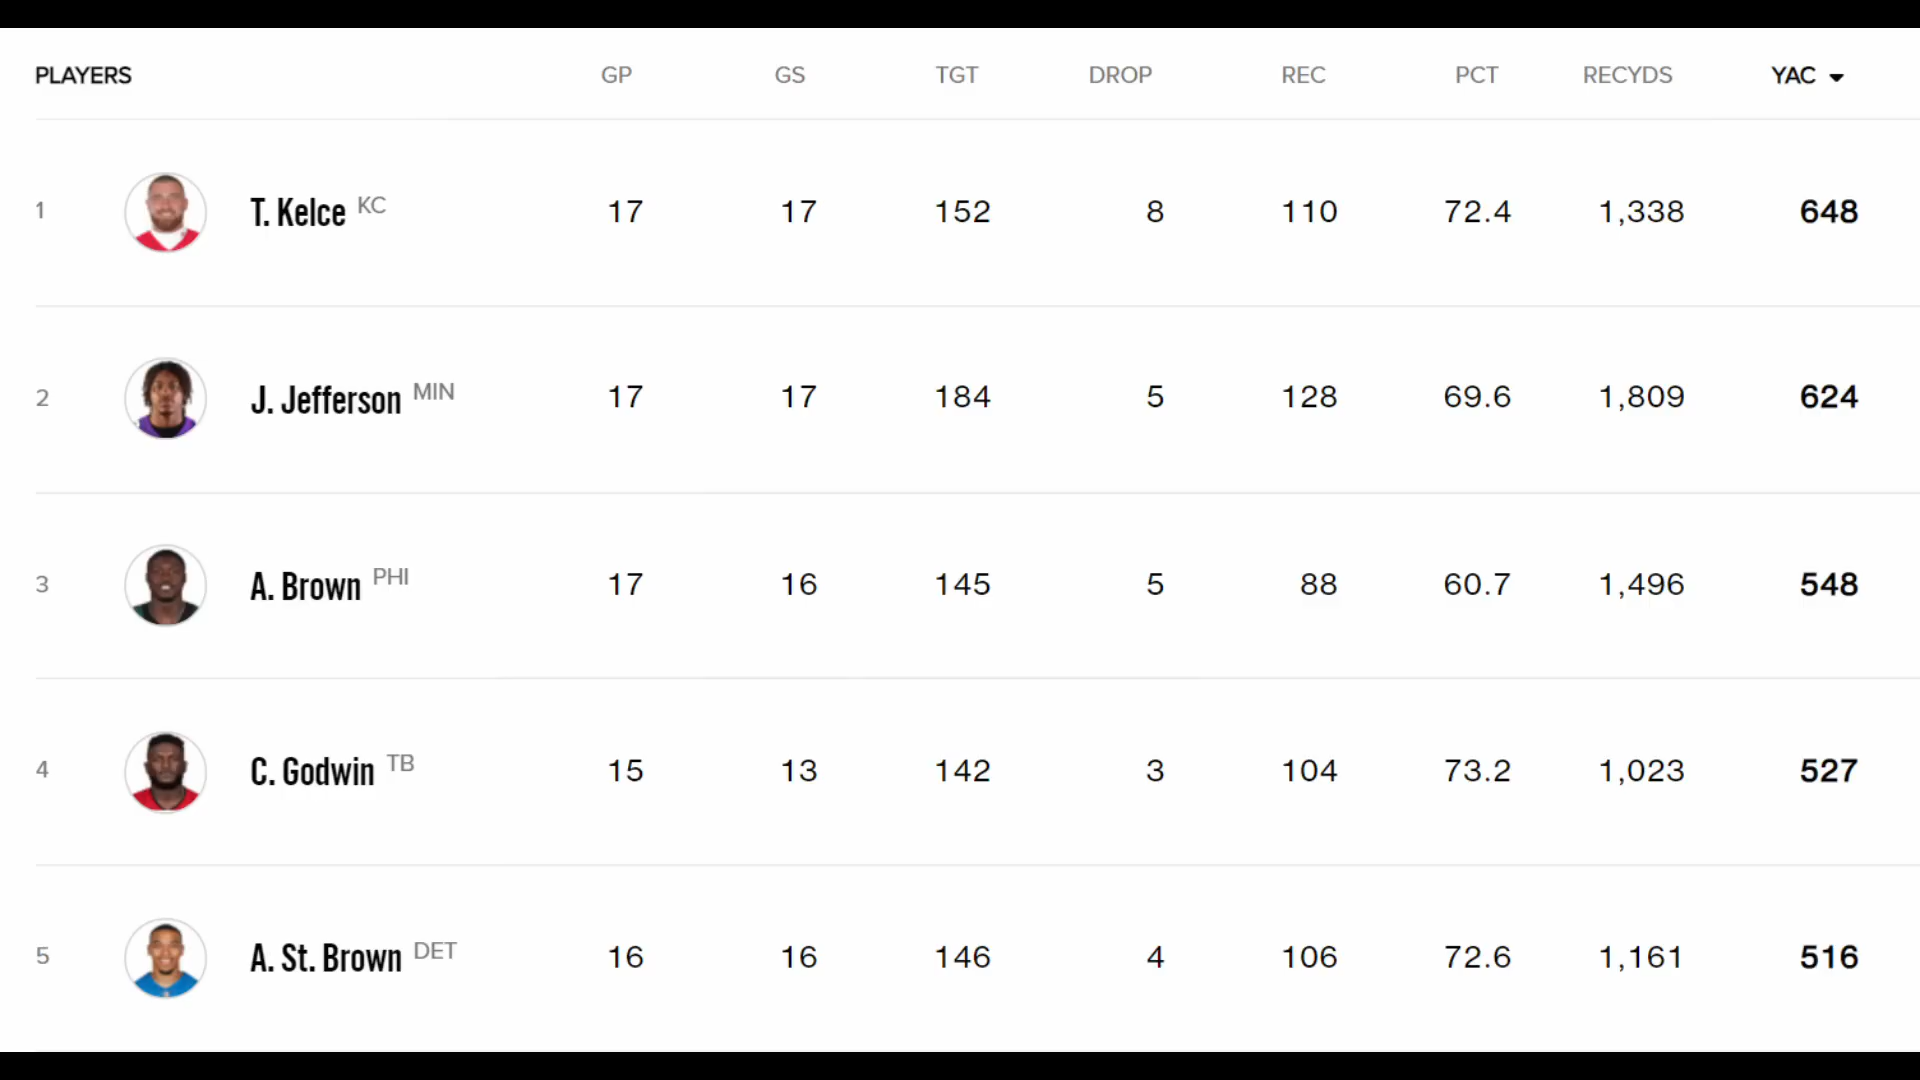 PLAYERS GP GS TGT DROP REC PCT RECYDS YAC
1 T. Kelce KC 17 17 152 8 110 72.4 1,338 648
2 J. Jefferson MIN 17 17 184 5 128 69.6 1,809 624
3 A. Brown PHI 17 16 145 5 88 60.7 1,496 548
4 C. Godwin TB 15 13 142 3 104 73.2 1,023 527
5 A. St. Brown DET 16 16 146 4 106 72.6 1,161 516